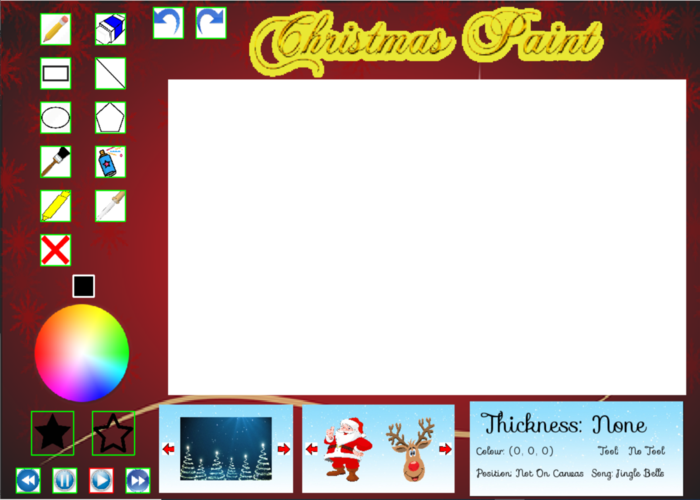 Christmas Paint
Thickness: None
Colour: (0, 0, 0) Tool: No Tool
Position: Not On Canvas Song: Jingle Bells